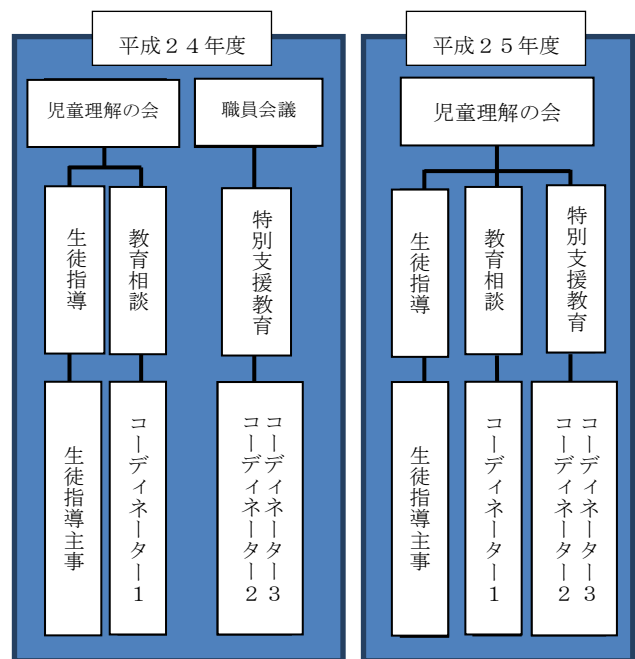 平成２４年度
児童理解の会
職員会議
生徒指導
教育相談
特別支援教育
生徒指導主事
コーディネーター１
コーディネーター３
コーディネーター２
平成２５年度
児童理解の会
生徒指導
教育相談
特別支援教育
生徒指導主事
コーディネーター１
コーディネーター３
コーディネーター２